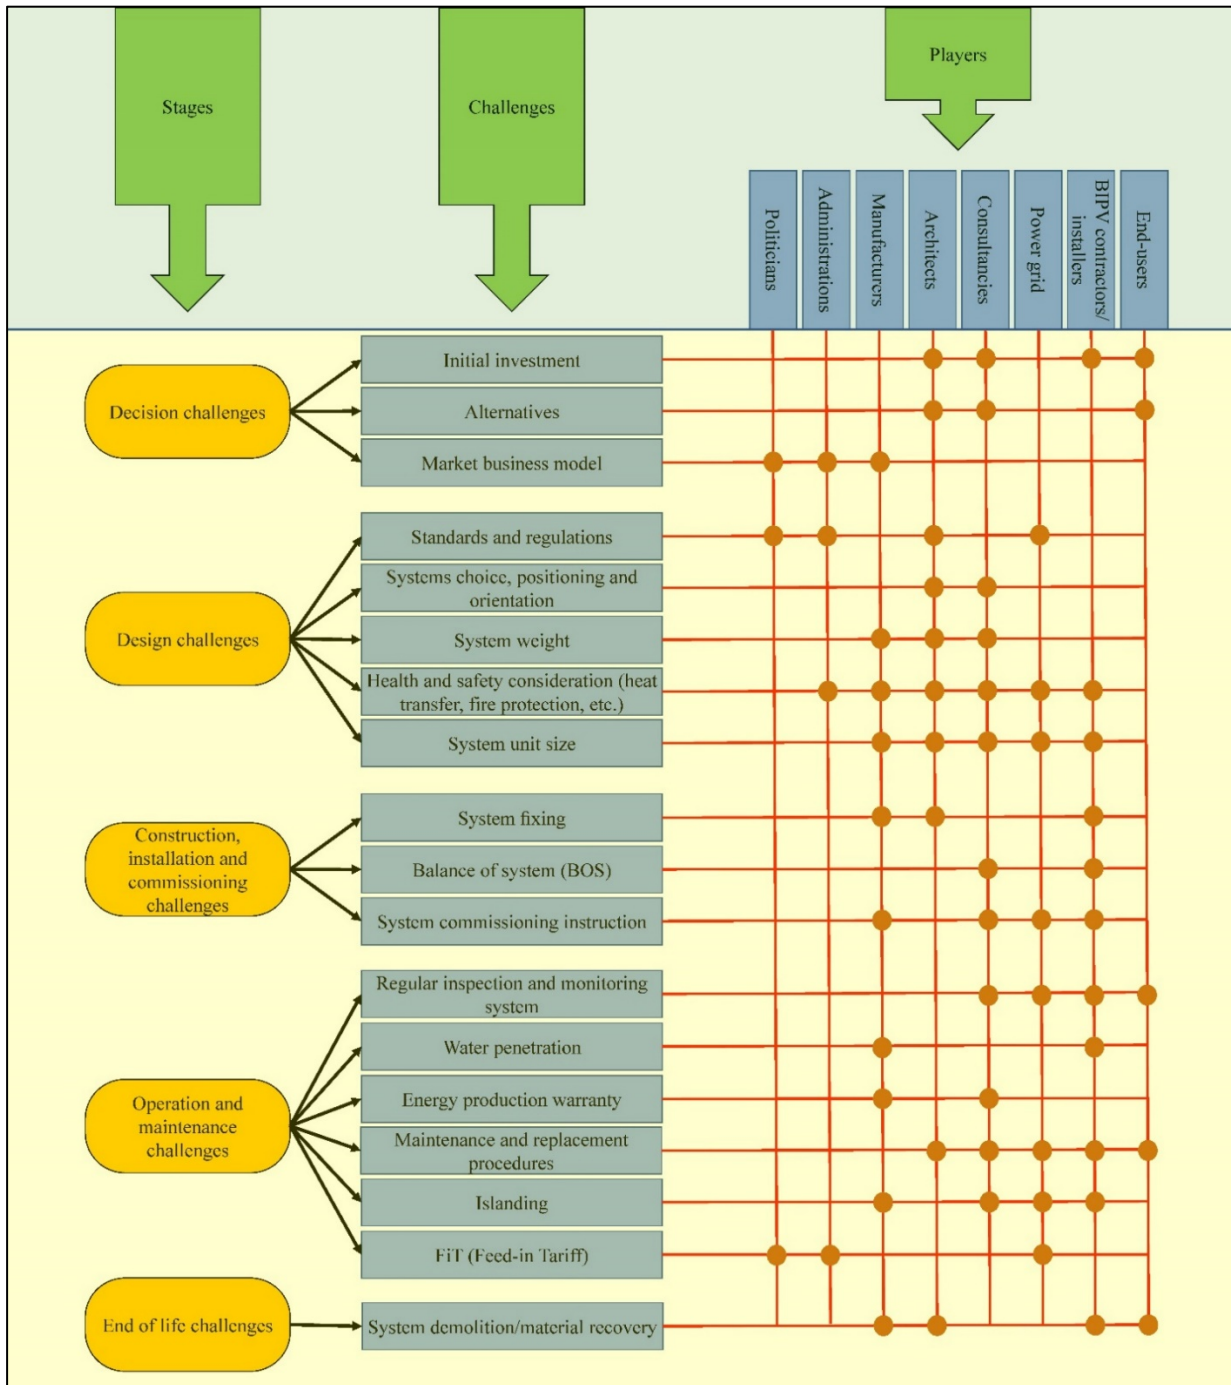 Stages
Challenges
Players
Politicians
Administrations
Manufacturers
Architects
Consultancies
Power grid
BIPV contractors/
installers
End-users
Decision challenges
Initial investment
Alternatives
Market business model
Design challenges
Standards and regulations
Systems choice, positioning and
orientation
System weight
Health and safety consideration (heat
transfer, fire protection, etc.)
System unit size
Construction,
installation and
commissioning
challenges
System fixing
Balance of system (BOS)
System commissioning instruction
Operation and
maintenance
challenges
Regular inspection and monitoring
system
Water penetration
Energy production warranty
Maintenance and replacement
procedures
Islanding
FiT (Feed-in Tariff)
End of life challenges
System demolition/material recovery